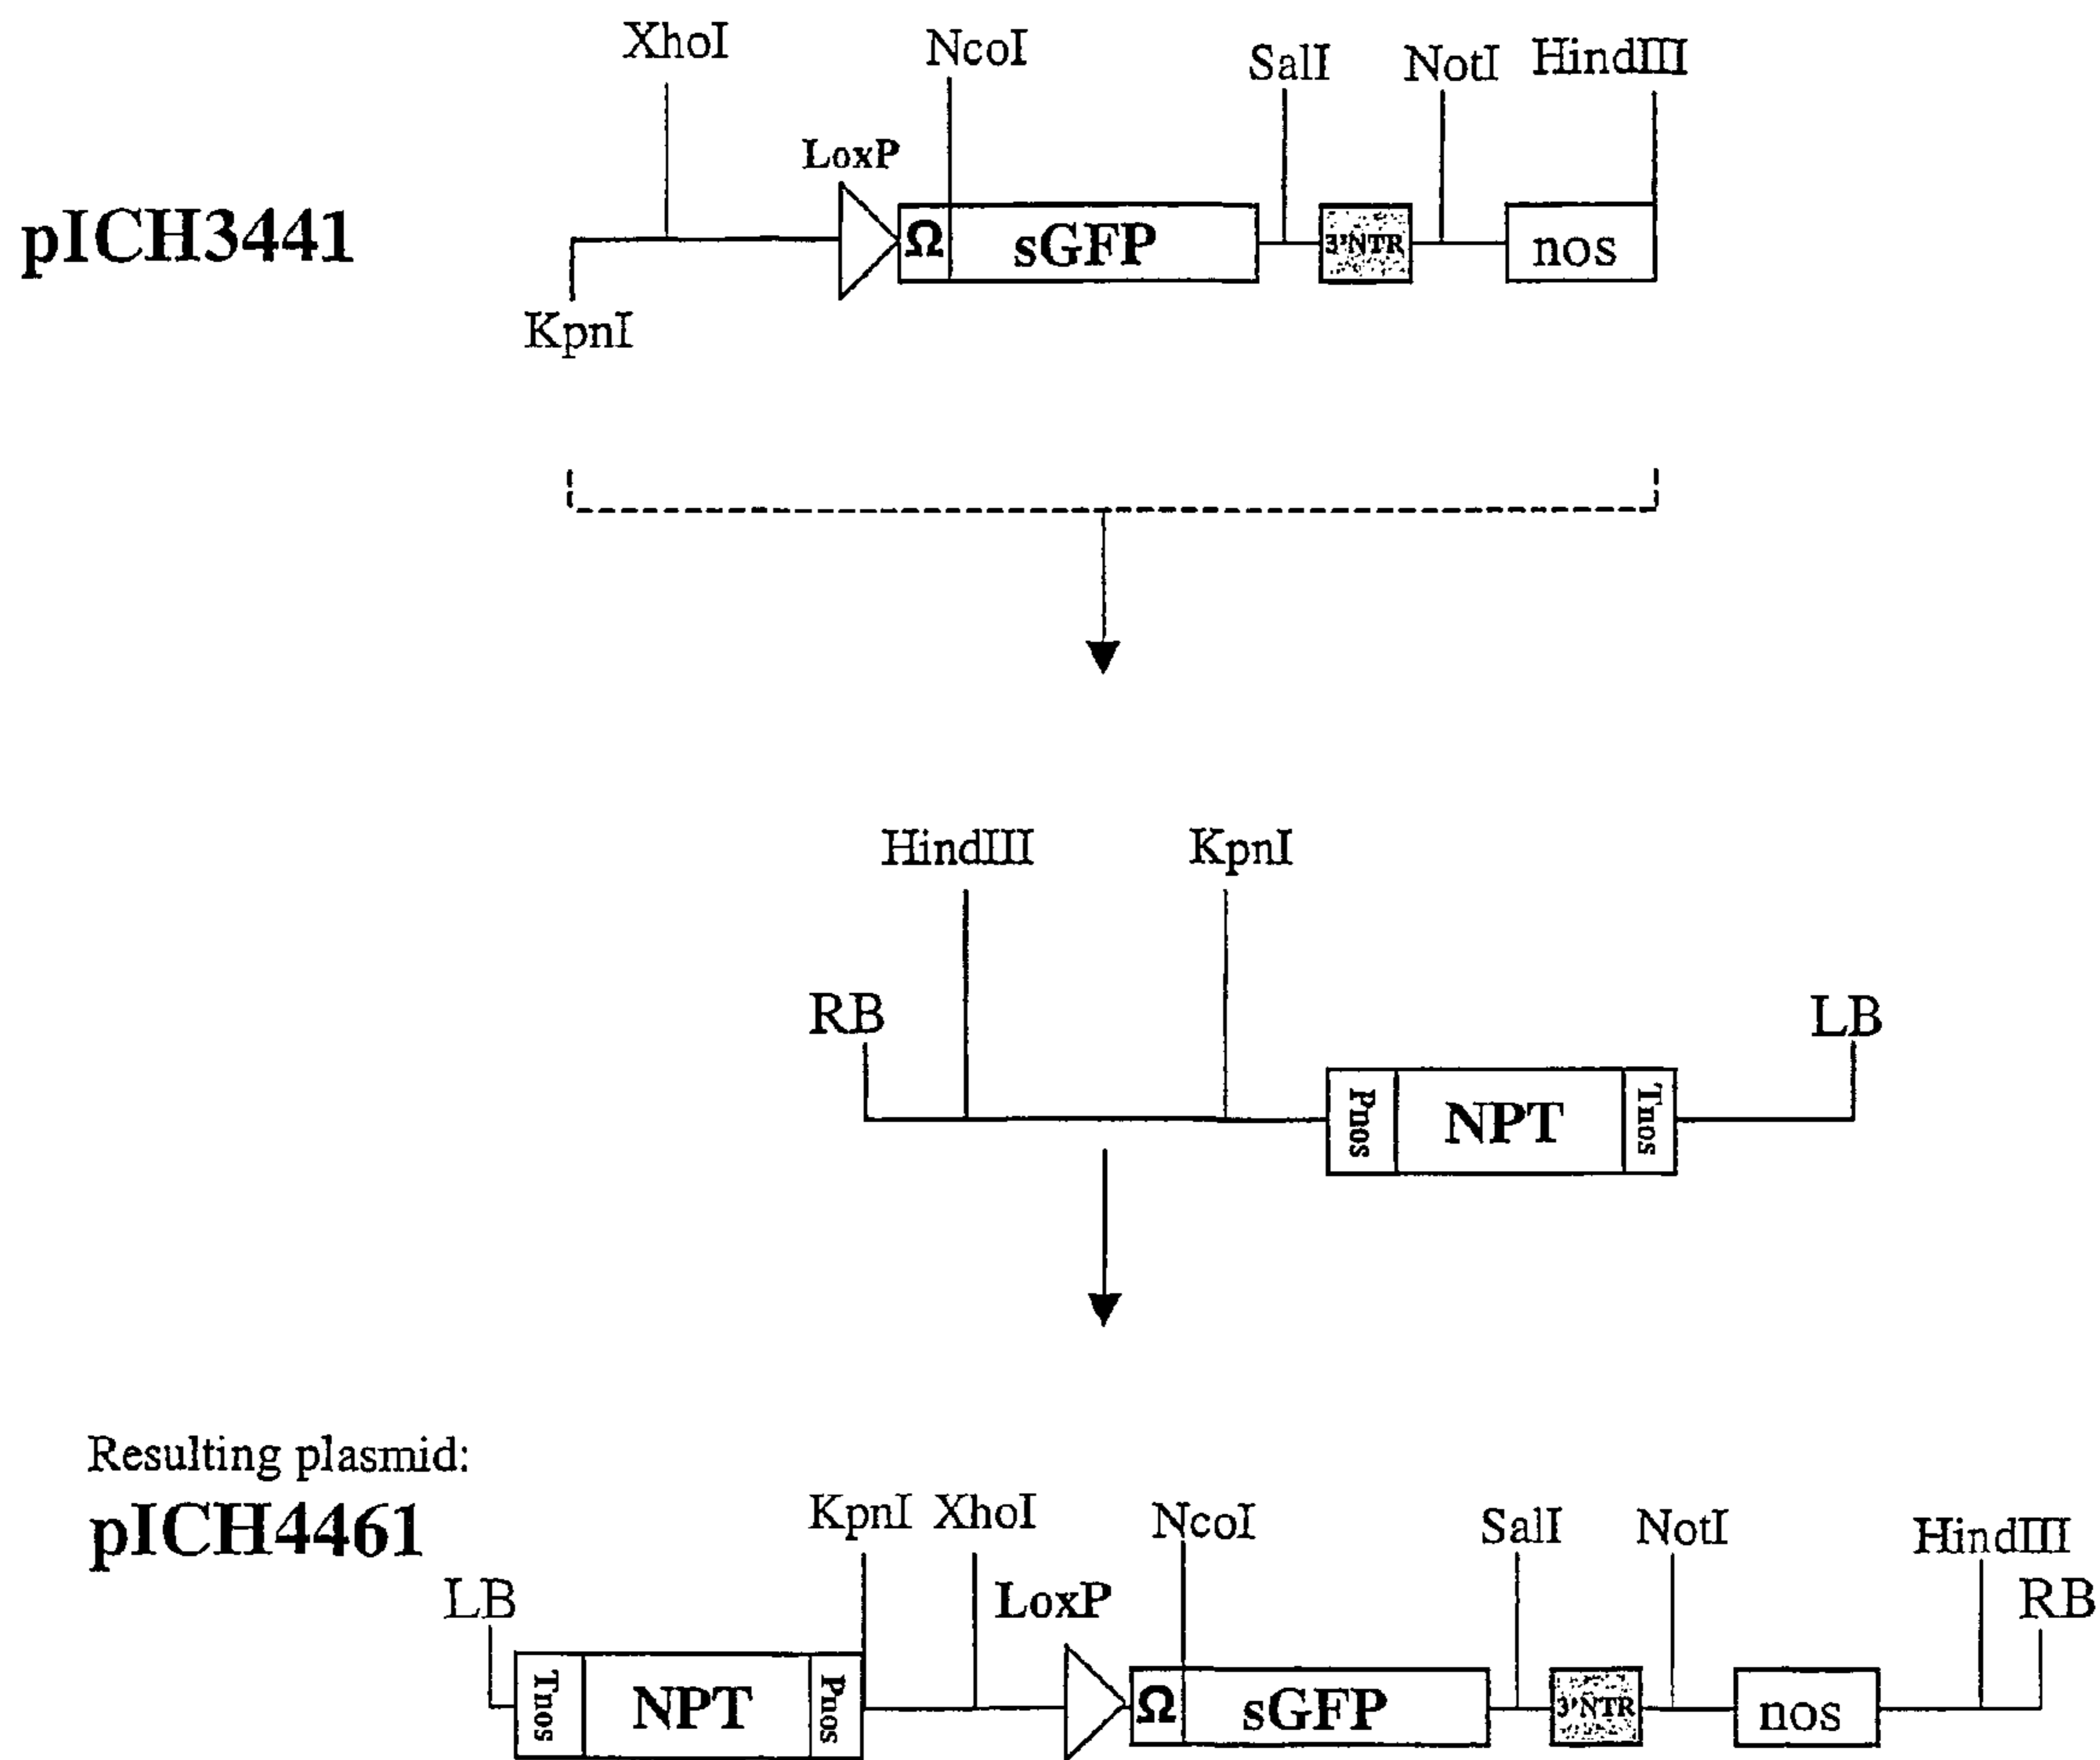 XhoI NcoI SalI NotI HindIII
LoxP
pICH3441 Ω sGFP 3'NTR nos
KpnI
HindIII KpnI
RB LB
Pnos NPT Tnos
Resulting plasmid:
pICH4461
KpnI XhoI NcoI SalI NotI HindIII
LB LoxP RB
Tnos NPT Pnos Ω sGFP 3'NTR nos